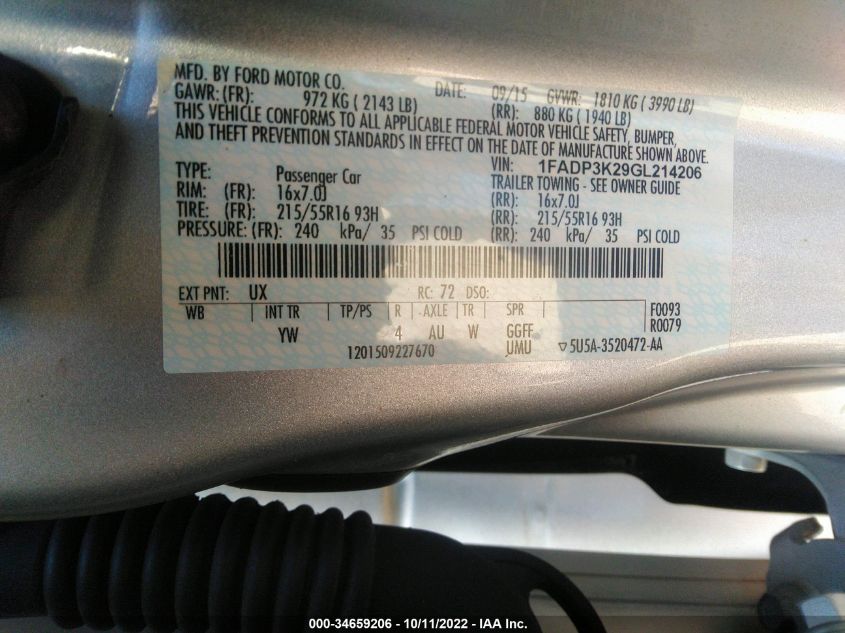 MFD. BY FORD MOTOR CO. DATE: 09/15 GVWR: 1810 KG ( 3990 LB)
GAWR: (FR): 972 KG ( 2143 LB) (RR): 880 KG ( 1940 LB)
THIS VEHICLE CONFORMS TO ALL APPLICABLE FEDERAL MOTOR VEHICLE SAFETY, BUMPER,
AND THEFT PREVENTION STANDARDS IN EFFECT ON THE DATE OF MANUFACTURE SHOWN ABOVE.
VIN: 1FADP3K29GL214206
TYPE: Passenger Car TRAILER TOWING - SEE OWNER GUIDE
RIM: (FR): 16x7.0J (RR): 16x7.0J
TIRE: (FR): 215/55R16 93H (RR): 215/55R16 93H
PRESSURE: (FR): 240 kPa/ 35 PSI COLD (RR): 240 kPa/ 35 PSI COLD
EXT PNT: UX RC: 72 DSO:
WB INT TR TP/PS R AXLE TR SPR F0093
YW 4 AU W GGFF R0079
1201509227670 UMU ▽5U5A-3520472-AA
000-34659206 - 10/11/2022 - IAA Inc.